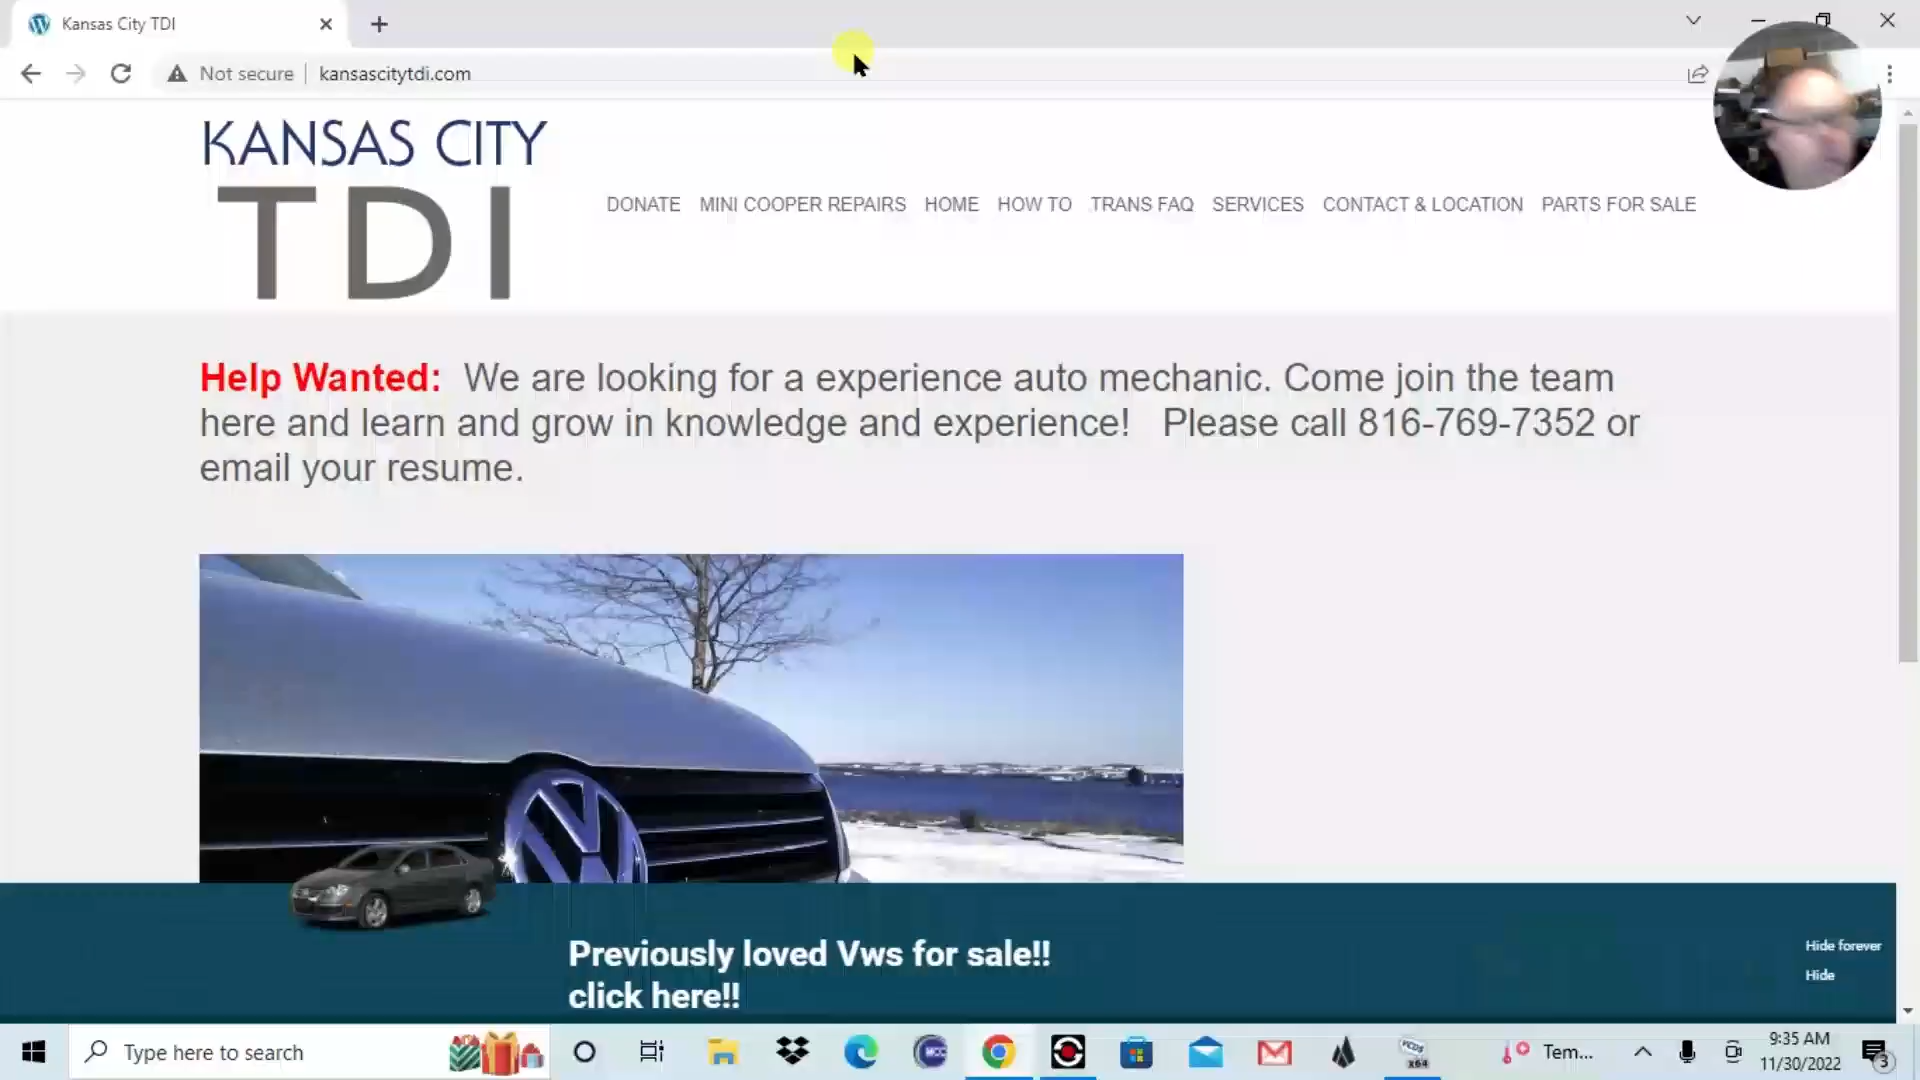 Kansas City TDI
Not secure
kansascitytdi.com
KANSAS CITY
TDI
DONATE MINI COOPER REPAIRS HOME HOW TO TRANS FAQ SERVICES CONTACT & LOCATION PARTS FOR SALE
Help Wanted: We are looking for a experience auto mechanic. Come join the team
here and learn and grow in knowledge and experience! Please call 816-769-7352 or
email your resume.
Previously loved Vws for sale!!
click here!!
Hide forever
Hide
Type here to search
MCC
VCDS
x64
Tem...
9:35 AM
11/30/2022
3